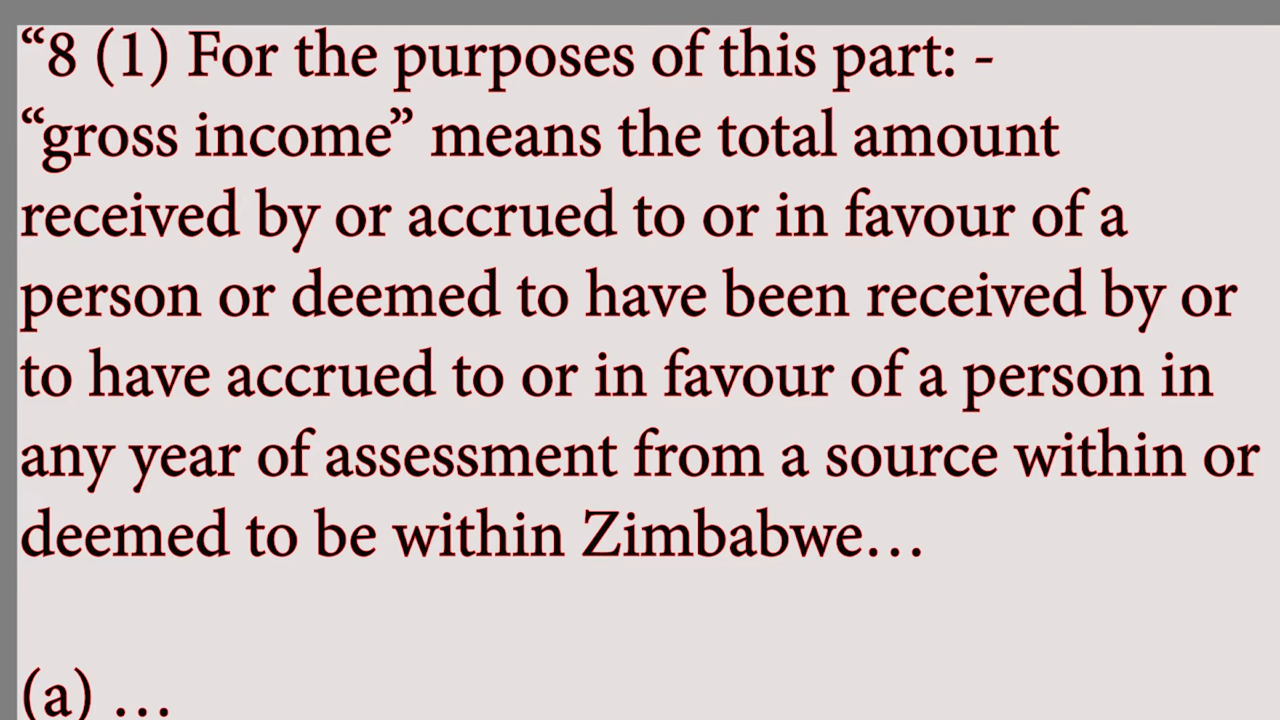 “8 (1) For the purposes of this part: -
“gross income” means the total amount
received by or accrued to or in favour of a
person or deemed to have been received by or
to have accrued to or in favour of a person in
any year of assessment from a source within or
deemed to be within Zimbabwe…
(a) …